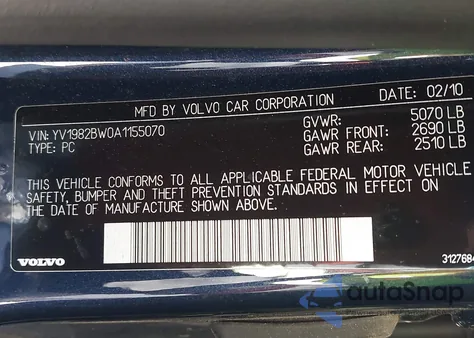 MFD BY VOLVO CAR CORPORATION DATE: 02/10
VIN: YV1982BW0A1155070 GVWR: 5070 LB
TYPE: PC GAWR FRONT: 2690 LB
GAWR REAR: 2510 LB
THIS VEHICLE CONFORMS TO ALL APPLICABLE FEDERAL MOTOR VEHICLE
SAFETY, BUMPER AND THEFT PREVENTION STANDARDS IN EFFECT ON
THE DATE OF MANUFACTURE SHOWN ABOVE.
VOLVO 3127684
autoSnap